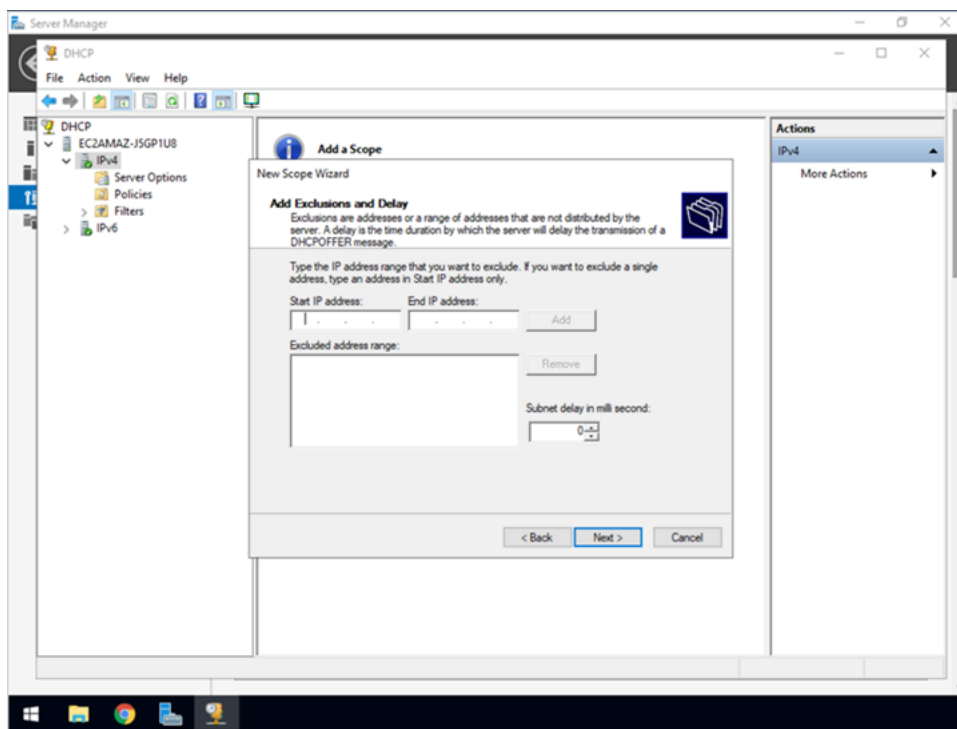 Server Manager
DHCP
File Action View Help
DHCP
EC2AMAZ-J5GP1U8
IPv4
Server Options
Policies
Filters
IPv6
Add a Scope
New Scope Wizard
Add Exclusions and Delay
Exclusions are addresses or a range of addresses that are not distributed by the
server. A delay is the time duration by which the server will delay the transmission of a
DHCPOFFER message.
Type the IP address range that you want to exclude. If you want to exclude a single
address, type an address in Start IP address only.
Start IP address: End IP address:
Add
Excluded address range:
Remove
Subnet delay in milli second:
0
< Back Next > Cancel
Actions
IPv4
More Actions